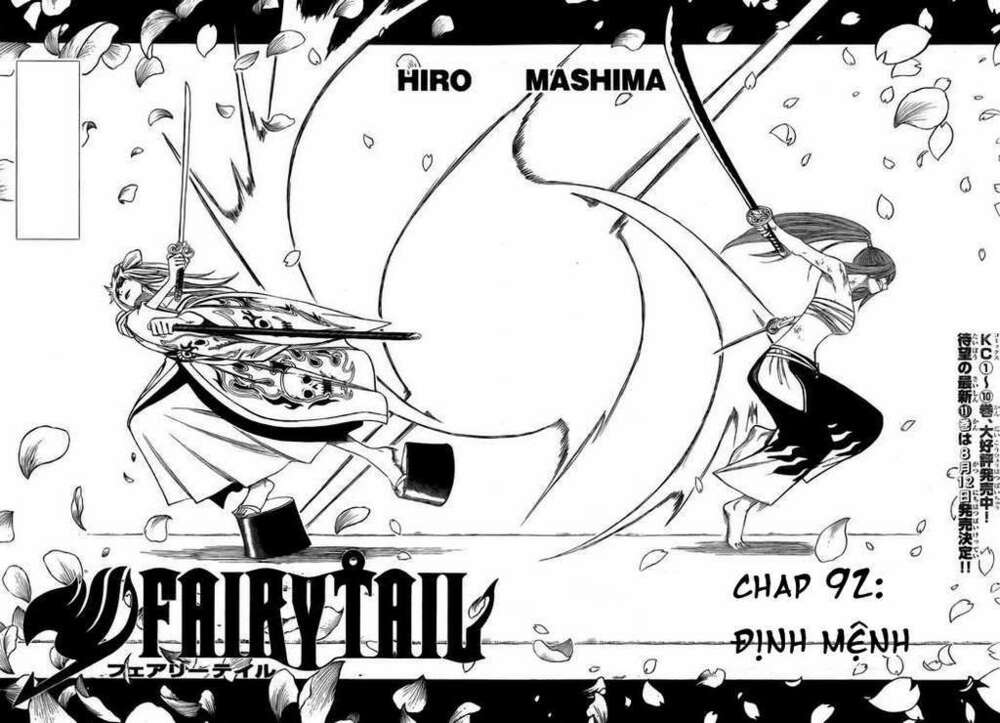 HIRO MASHIMA
KC①〜⑩巻、大好評発売中!
待望の最新⑪巻は8月12日発売決定!!
FAIRY TAIL
フェアリーテイル
CHAP 92:
ĐỊNH MỆNH